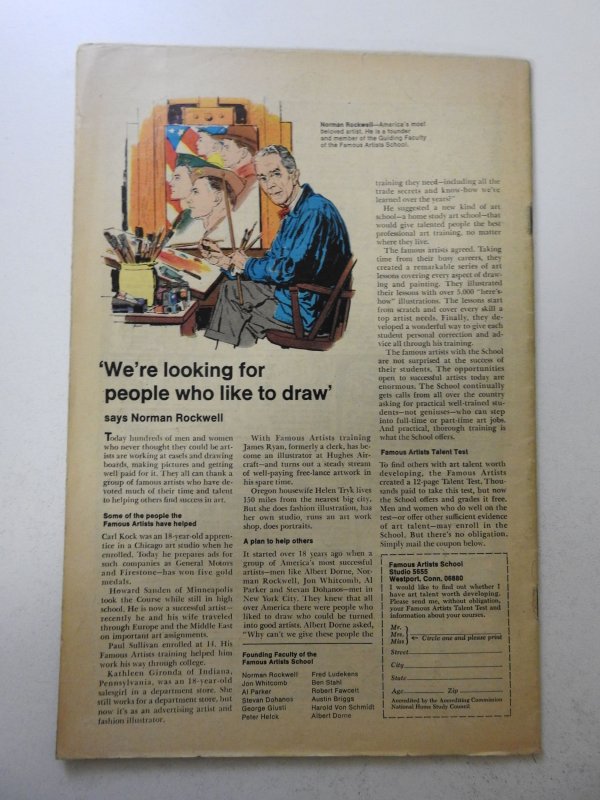 Norman Rockwell—America's most
beloved artist. He is a founder
and member of the Guiding Faculty
of the Famous Artists School.
'We're looking for
people who like to draw'
says Norman Rockwell
Today hundreds of men and women
who never thought they could be art-
ists are working at easels and drawing
boards, making pictures and getting
well paid for it. They all can thank a
group of famous artists who have de-
voted much of their time and talent
to helping others find success in art.
Some of the people the
Famous Artists have helped
Carl Kock was an 18-year-old appren-
tice in a Chicago art studio when he
enrolled. Today he prepares ads for
such companies as General Motors
and Firestone—has won five gold
medals.
Howard Sanden of Minneapolis
took the Course while still in high
school. He is now a successful artist—
recently he and his wife traveled
through Europe and the Middle East
on important art assignments.
Paul Sullivan enrolled at 14. His
Famous Artists training helped him
work his way through college.
Kathleen Gironda of Indiana,
Pennsylvania, was an 18-year-old
salesgirl in a department store. She
still works for a department store, but
now it's as an advertising artist and
fashion illustrator.
With Famous Artists training
James Ryan, formerly a clerk, has be-
come an illustrator at Hughes Air-
craft—and turns out a steady stream
of well-paying free-lance artwork in
his spare time.
Oregon housewife Helen Tryk lives
150 miles from the nearest big city.
But she does fashion illustration, has
her own studio, runs an art work
shop, does portraits.
A plan to help others
It started over 18 years ago when a
group of America's most successful
artists—men like Albert Dorne, Nor-
man Rockwell, Jon Whitcomb, Al
Parker and Stevan Dohanos—met in
New York City. They knew that all
over America there were people who
liked to draw who could be turned
into good artists. Albert Dorne asked,
"Why can't we give these people the
Founding Faculty of the
Famous Artists School
Norman Rockwell
Jon Whitcomb
Al Parker
Stevan Dohanos
George Giusti
Peter Helck
Fred Ludekens
Ben Stahl
Robert Fawcett
Austin Briggs
Harold Von Schmidt
Albert Dorne
training they need—including all the
trade secrets and know-how we've
learned over the years?"
He suggested a new kind of art
school—a home study art school—that
would give talented people the best
professional art training, no matter
where they live.
The famous artists agreed. Taking
time from their busy careers, they
created a remarkable series of art
lessons covering every aspect of draw-
ing and painting. They illustrated
their lessons with over 5,000 "here's
how" illustrations. The lessons start
from scratch and cover every skill a
top artist needs. Finally, they de-
veloped a wonderful way to give each
student personal correction and ad-
vice all through his training.
The famous artists with the School
are not surprised at the success of
their students. The opportunities
open to successful artists today are
enormous. The School continually
gets calls from all over the country
asking for practical well-trained stu-
dents—not geniuses—who can step
into full-time or part-time art jobs.
And practical, thorough training is
what the School offers.
Famous Artists Talent Test
To find others with art talent worth
developing, the Famous Artists
created a 12-page Talent Test. Thou-
sands paid to take this test, but now
the School offers and grades it free.
Men and women who do well on the
test—or offer other sufficient evidence
of art talent—may enroll in the
School. But there's no obligation.
Simply mail the coupon below.
Famous Artists School
Studio 5655
Westport, Conn. 06880
I would like to find out whether I
have art talent worth developing.
Please send me, without obligation,
your Famous Artists Talent Test and
information about your courses.
Mr.
Mrs.
Miss
Circle one and please print
Street
City
State
Age Zip
Accredited by the Accrediting Commission
National Home Study Council.